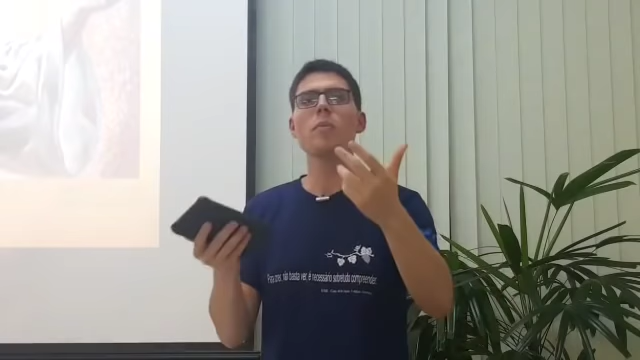 Para crer, não basta ver, é necessário sobretudo compreender.